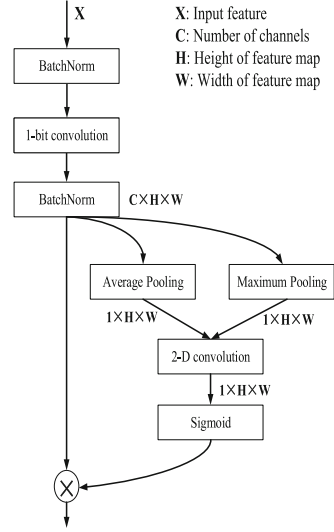 X
X: Input feature
C: Number of channels
H: Height of feature map
W: Width of feature map
BatchNorm
1-bit convolution
BatchNorm
C×H×W
Average Pooling
Maximum Pooling
1×H×W
1×H×W
2-D convolution
1×H×W
Sigmoid
×